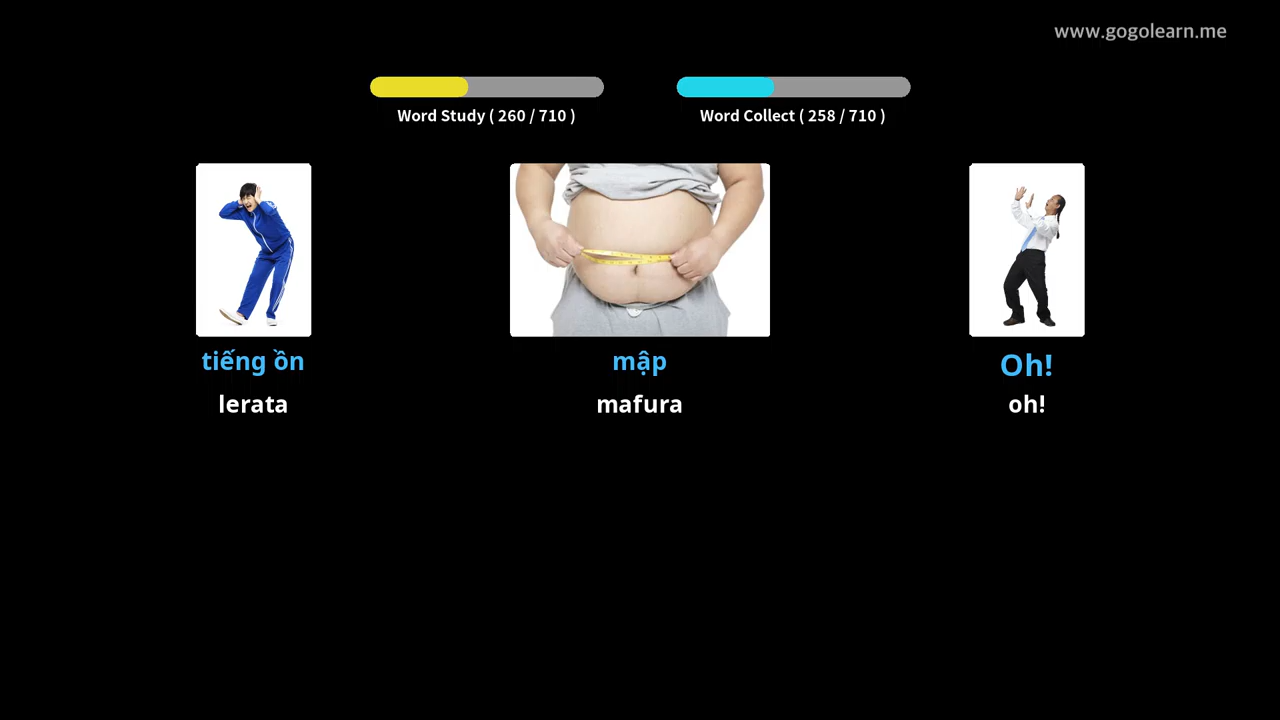 www.gogolearn.me
Word Study ( 260 / 710 )
Word Collect ( 258 / 710 )
tiếng ồn
lerata
mập
mafura
Oh!
oh!